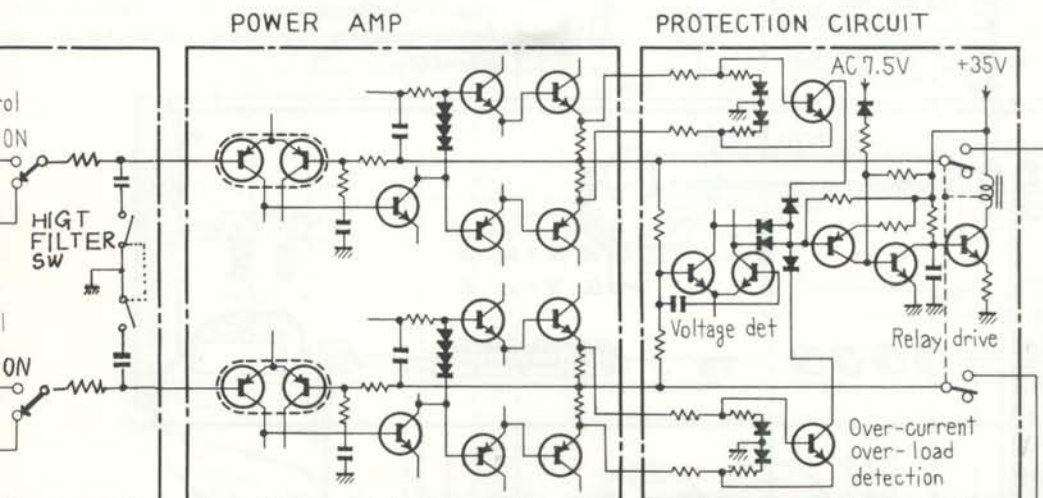 POWER AMP
PROTECTION CIRCUIT
AC 7.5V
+35V
rol
ON
HIGT
FILTER
SW
Voltage det
Relay drive
l
ON
Over-current
over-load
detection